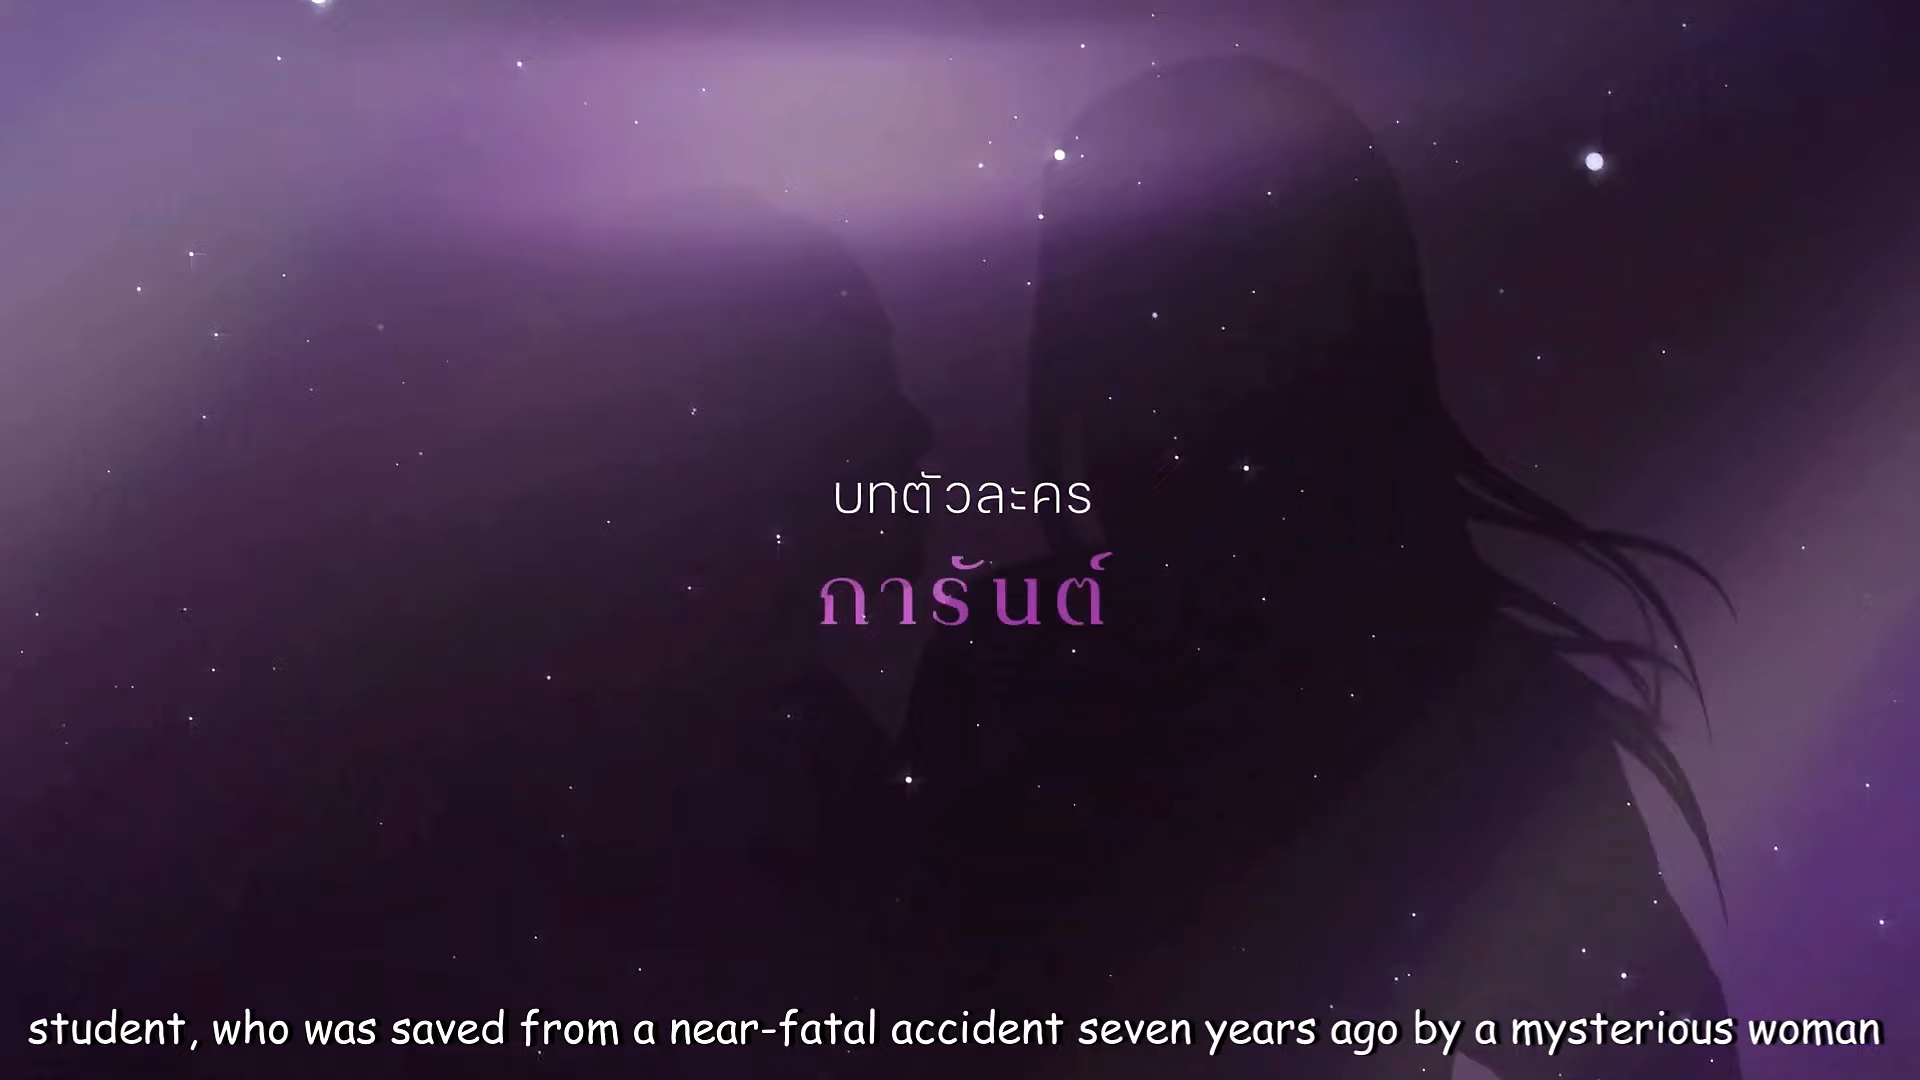 บทตัวละคร
การันต์
student, who was saved from a near-fatal accident seven years ago by a mysterious woman